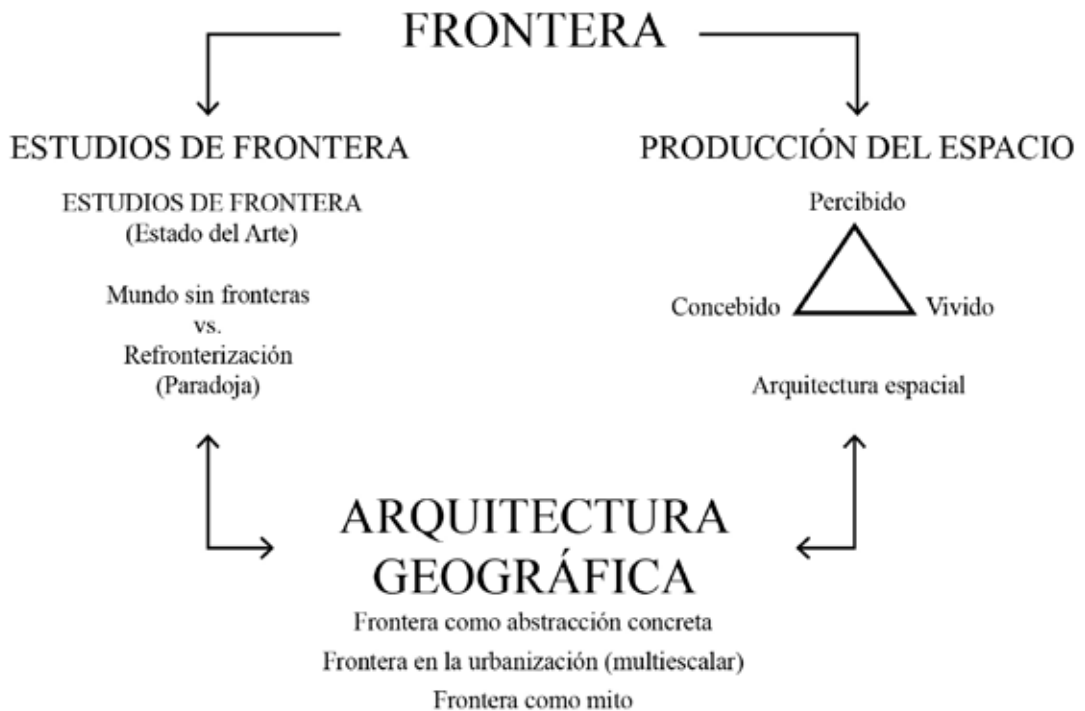 FRONTERA
ESTUDIOS DE FRONTERA
ESTUDIOS DE FRONTERA
(Estado del Arte)
Mundo sin fronteras
vs.
Refronterización
(Paradoja)
PRODUCCIÓN DEL ESPACIO
Percibido
Concebido
Vivido
Arquitectura espacial
ARQUITECTURA
GEOGRÁFICA
Frontera como abstracción concreta
Frontera en la urbanización (multiescalar)
Frontera como mito